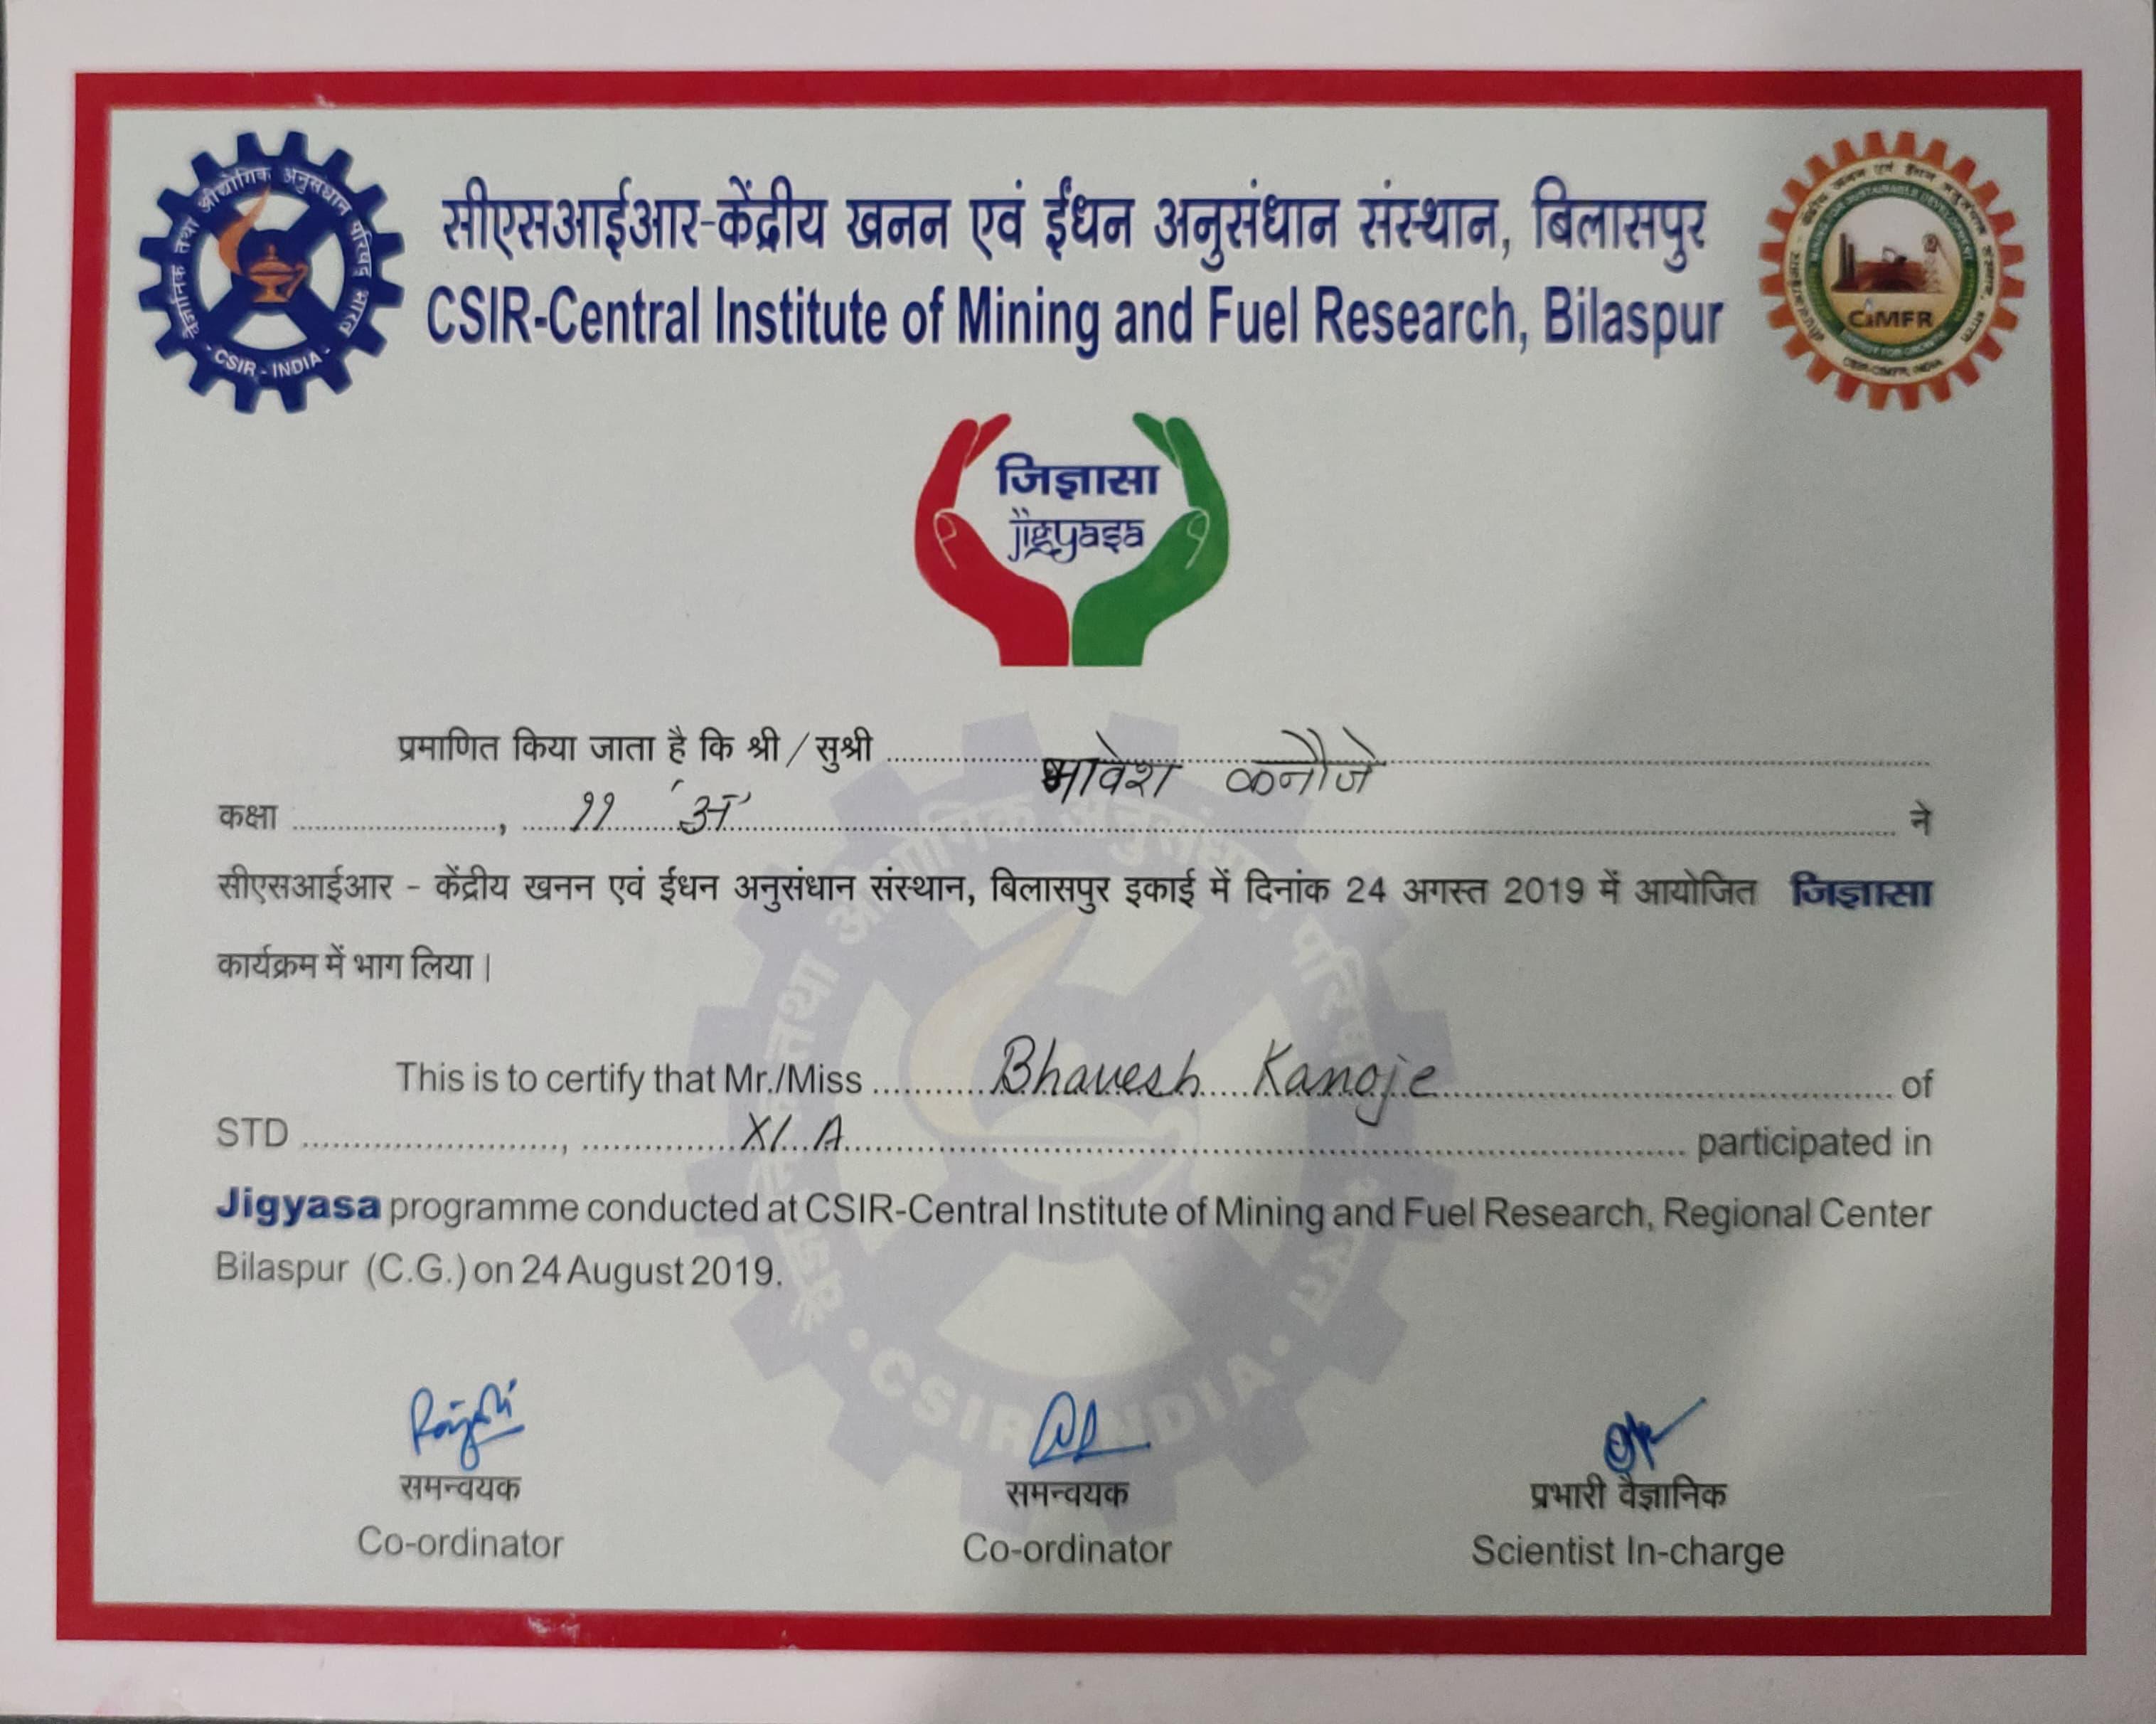 सीएसआईआर-केंद्रीय खनन एवं ईंधन अनुसंधान संस्थान, बिलासपुर
CSIR-Central Institute of Mining and Fuel Research, Bilaspur
वैज्ञानिक तथा औद्योगिक अनुसंधान परिषद भारत
CSIR - INDIA
CIMFR
CSIR-CIMFR, INDIA
जिज्ञासा
jigyasa
प्रमाणित किया जाता है कि श्री / सुश्री भावेश कनौजे
कक्षा ...................., 11 'अ' ने
सीएसआईआर - केंद्रीय खनन एवं ईधन अनुसंधान संस्थान, बिलासपुर इकाई में दिनांक 24 अगस्त 2019 में आयोजित जिज्ञासा
कार्यक्रम में भाग लिया |
This is to certify that Mr./Miss Bhavesh Kanoje of
STD ...................., XI A participated in
Jigyasa programme conducted at CSIR-Central Institute of Mining and Fuel Research, Regional Center
Bilaspur (C.G.) on 24 August 2019.
समन्वयक
Co-ordinator
समन्वयक
Co-ordinator
प्रभारी वैज्ञानिक
Scientist In-charge